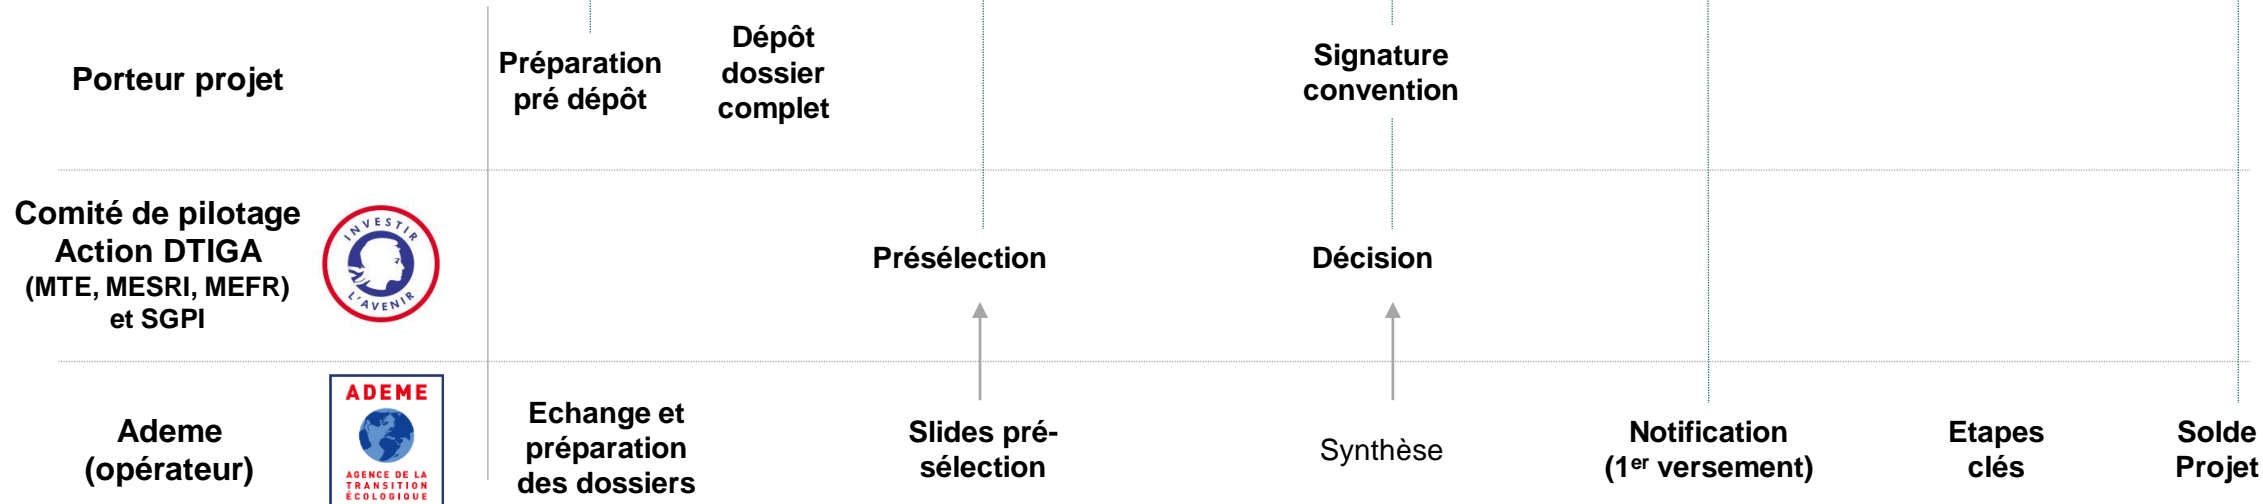 Porteur projet
Préparation
pré dépôt
Dépôt
dossier
complet
Signature
convention
Comité de pilotage
Action DTIGA
(MTE, MESRI, MEFR)
et SGPI
INVESTIR
L'AVENIR
Présélection
Décision
Ademe
(opérateur)
ADEME
AGENCE DE LA
TRANSITION
ÉCOLOGIQUE
Echange et
préparation
des dossiers
Slides pré-
sélection
Synthèse
Notification
(1er versement)
Etapes
clés
Solde
Projet